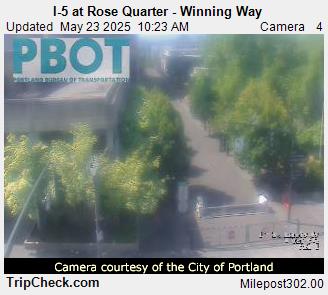 I-5 at Rose Quarter - Winning Way
Updated May 23 2025 10:23 AM Camera 4
PBOT
PORTLAND BUREAU OF TRANSPORTATION
Camera courtesy of the City of Portland
TripCheck.com Milepost302.00